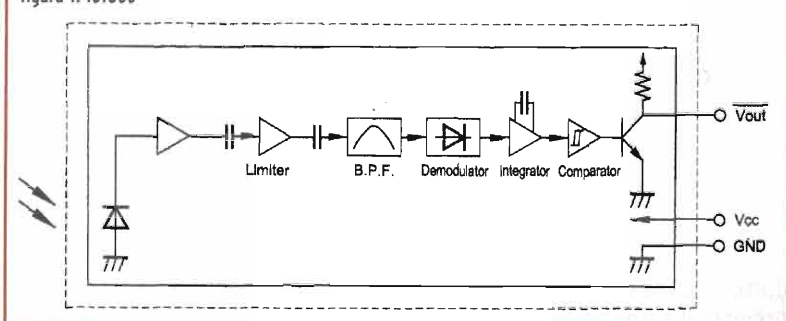 Vout
Limiter
B.P.F.
Demodulator
Integrator
Comparator
Vcc
GND